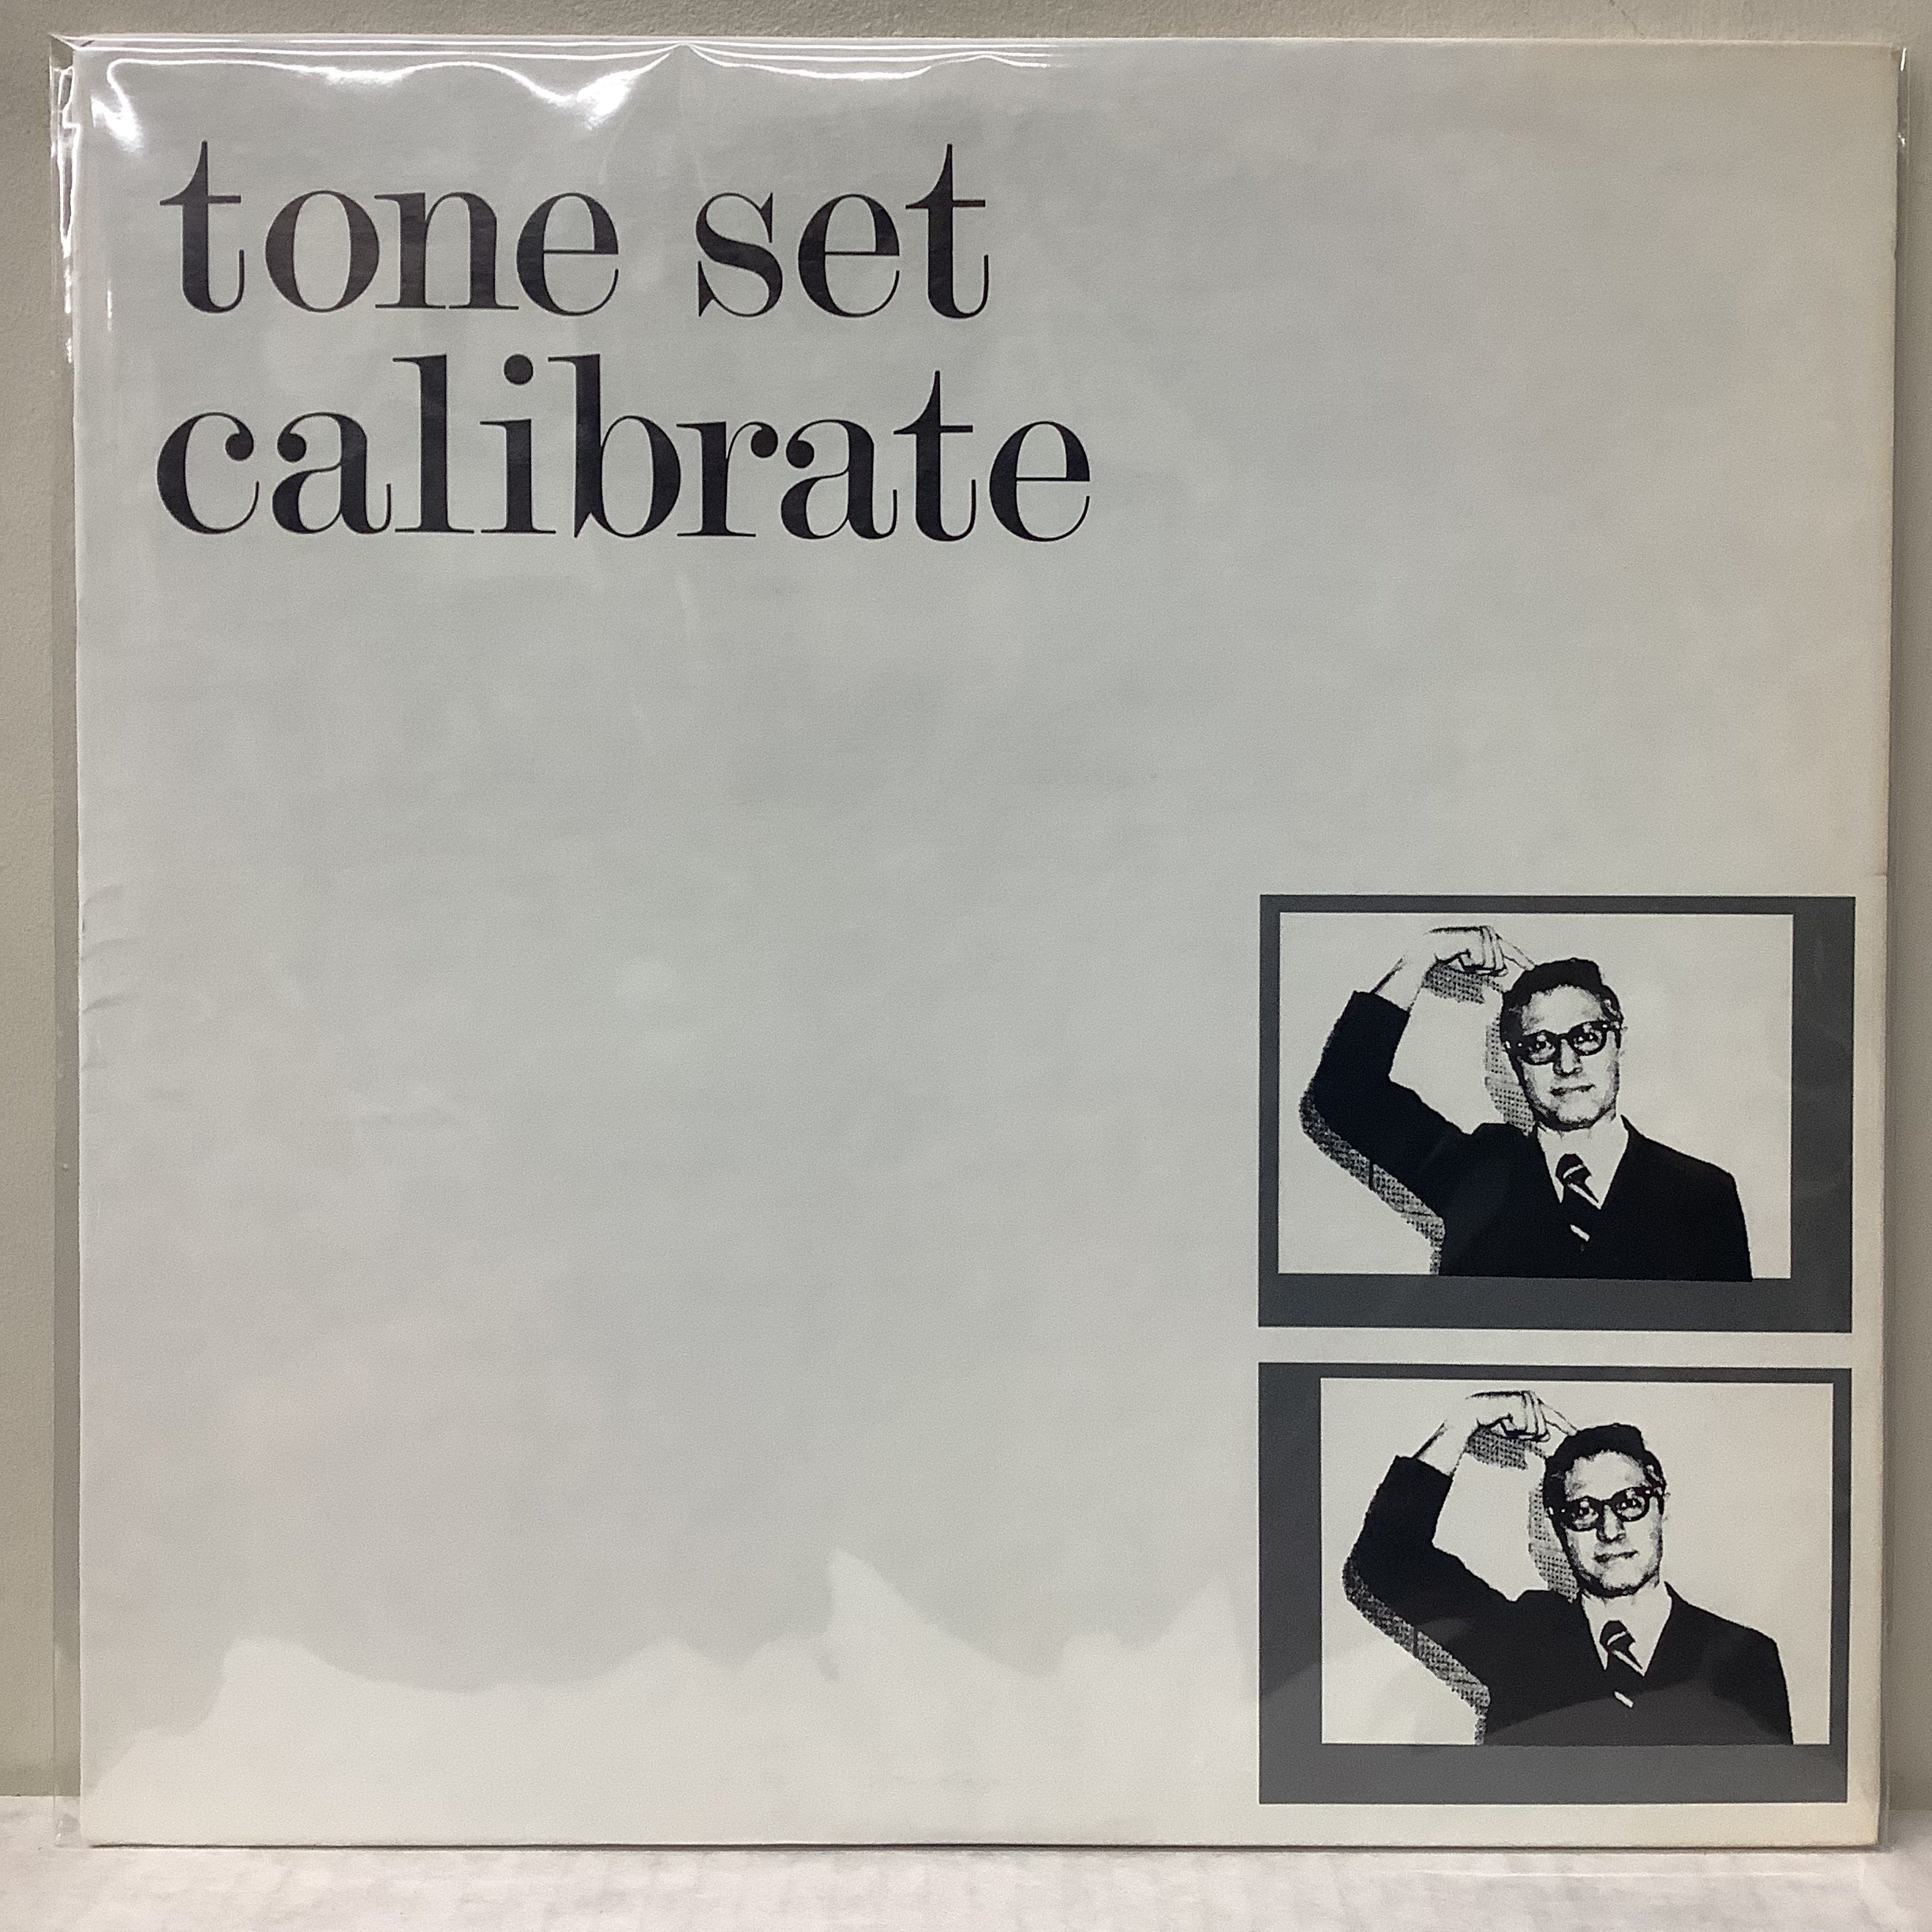 tone set
calibrate